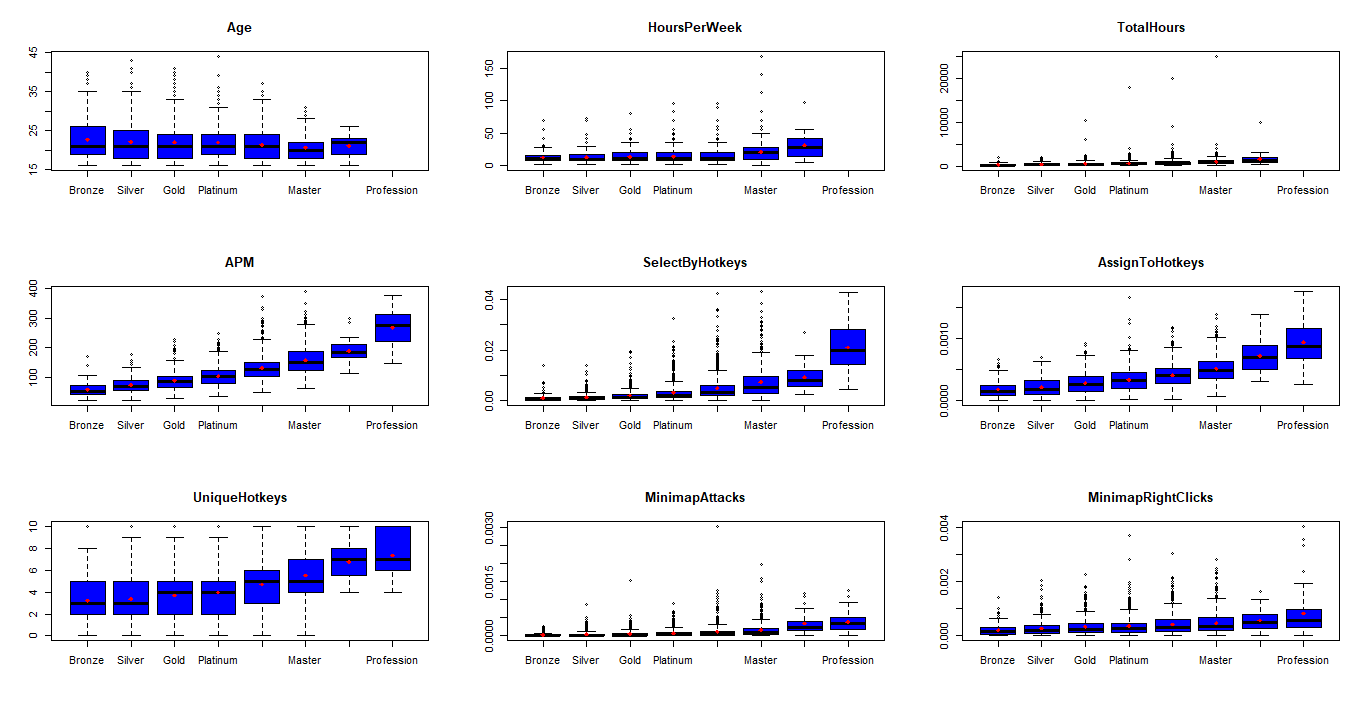 Age
45
35
25
15
Bronze Silver Gold Platinum Master Profession
HoursPerWeek
150
100
50
0
Bronze Silver Gold Platinum Master Profession
TotalHours
20000
10000
0
Bronze Silver Gold Platinum Master Profession
APM
400
300
200
100
Bronze Silver Gold Platinum Master Profession
SelectByHotkeys
0.04
0.02
0.00
Bronze Silver Gold Platinum Master Profession
AssignToHotkeys
0.0010
0.0000
Bronze Silver Gold Platinum Master Profession
UniqueHotkeys
10
8
6
4
2
0
Bronze Silver Gold Platinum Master Profession
MinimapAttacks
0.0030
0.0015
0.0000
Bronze Silver Gold Platinum Master Profession
MinimapRightClicks
0.004
0.002
0.000
Bronze Silver Gold Platinum Master Profession